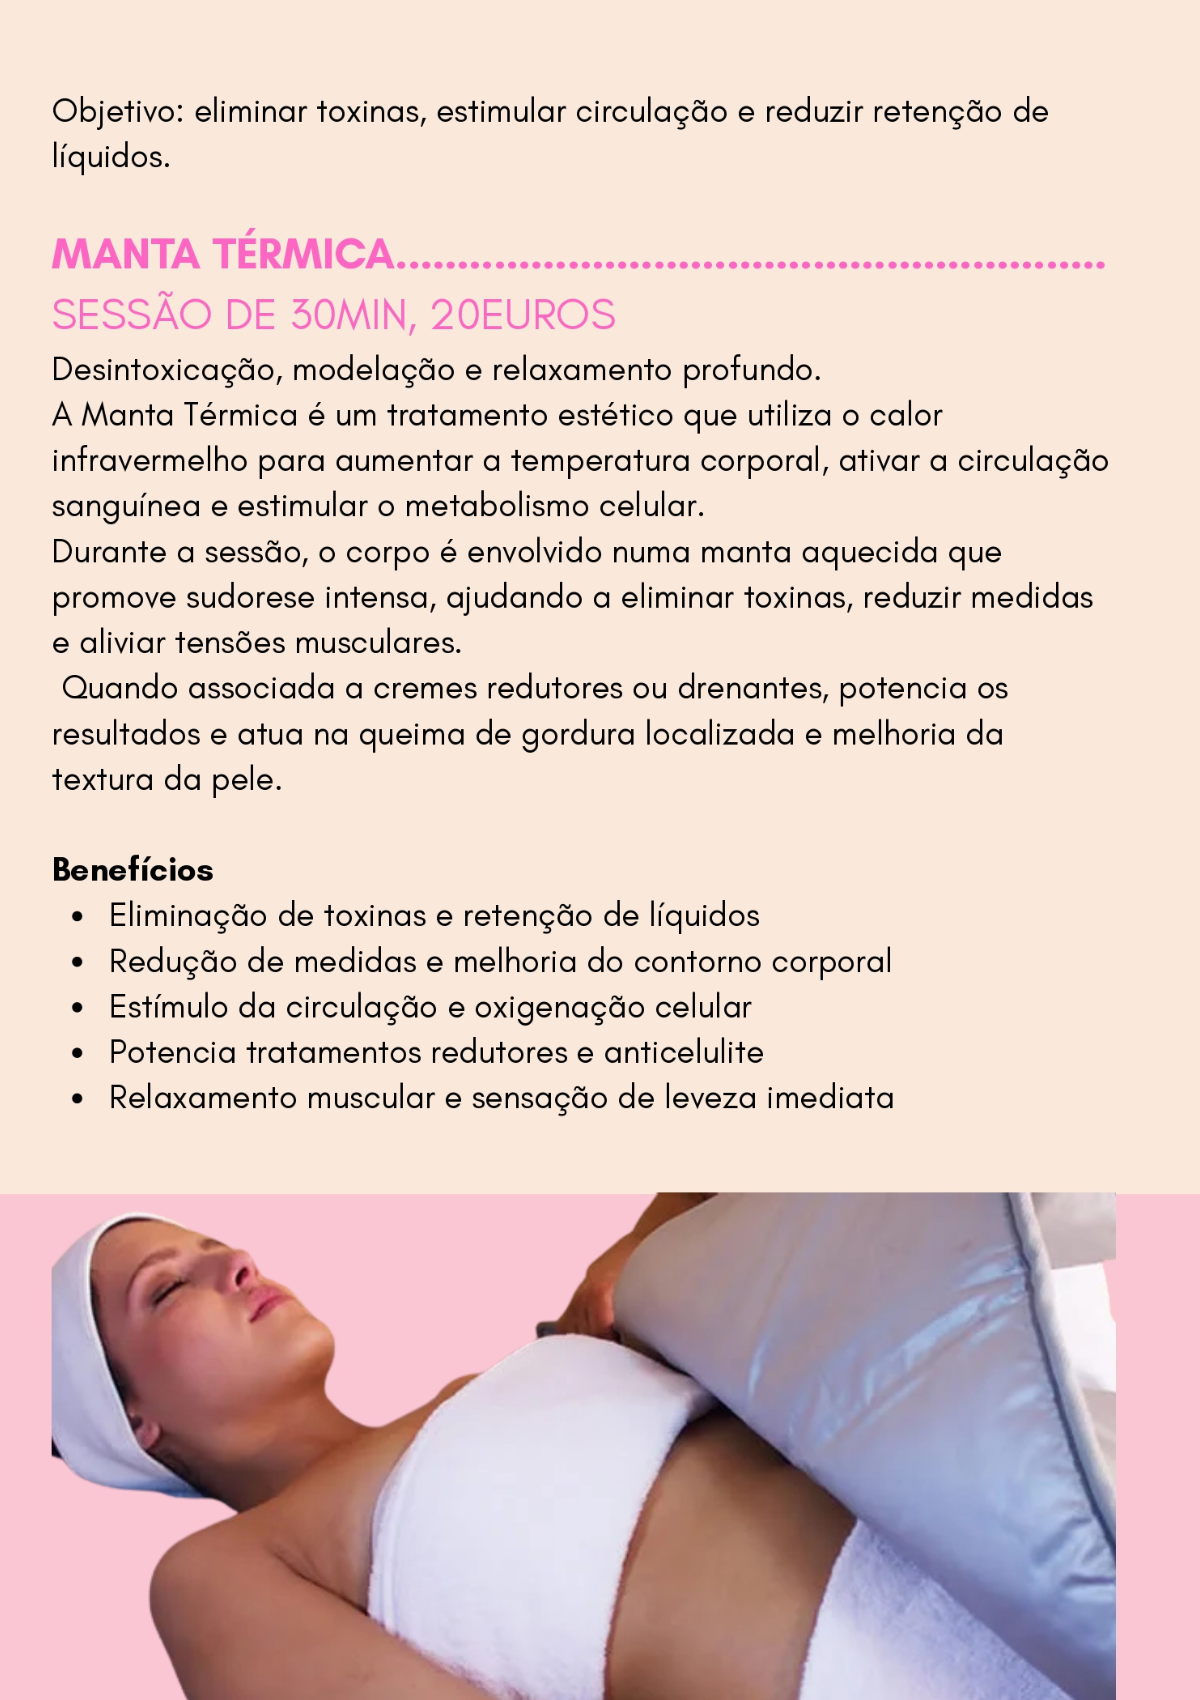 Objetivo: eliminar toxinas, estimular circulação e reduzir retenção de
líquidos.
MANTA TÉRMICA..........................................................
SESSÃO DE 30MIN, 20EUROS
Desintoxicação, modelação e relaxamento profundo.
A Manta Térmica é um tratamento estético que utiliza o calor
infravermelho para aumentar a temperatura corporal, ativar a circulação
sanguínea e estimular o metabolismo celular.
Durante a sessão, o corpo é envolvido numa manta aquecida que
promove sudorese intensa, ajudando a eliminar toxinas, reduzir medidas
e aliviar tensões musculares.
Quando associada a cremes redutores ou drenantes, potencia os
resultados e atua na queima de gordura localizada e melhoria da
textura da pele.
Benefícios
• Eliminação de toxinas e retenção de líquidos
• Redução de medidas e melhoria do contorno corporal
• Estímulo da circulação e oxigenação celular
• Potencia tratamentos redutores e anticelulite
• Relaxamento muscular e sensação de leveza imediata